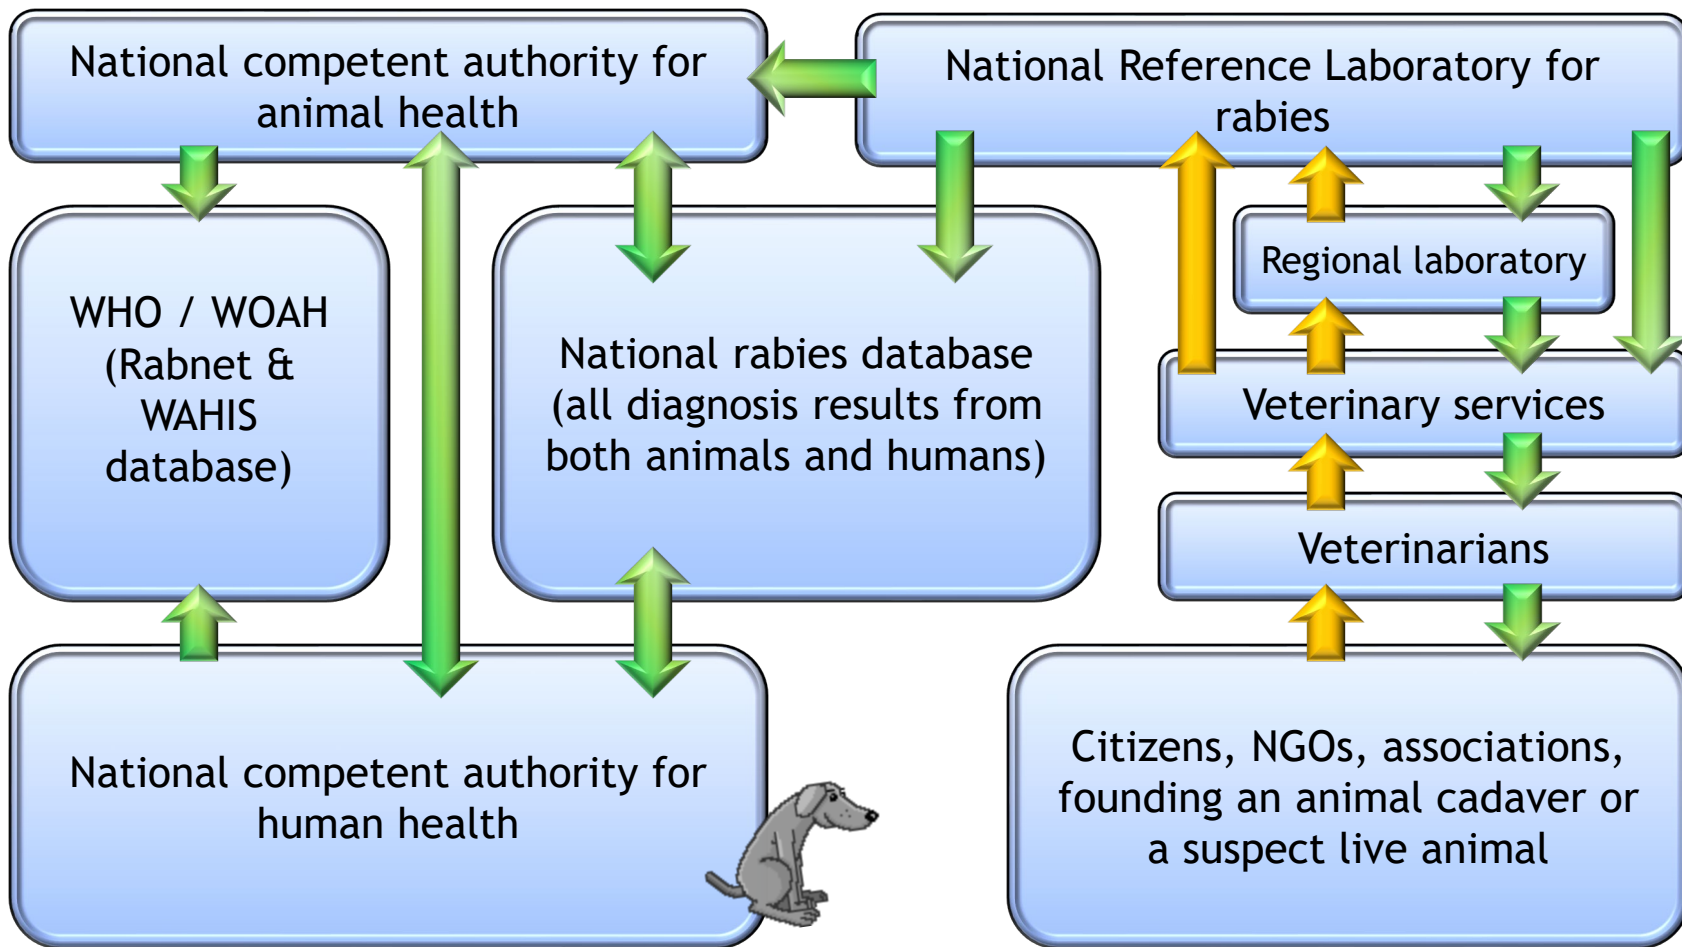 National competent authority for
animal health
National Reference Laboratory for
rabies
Regional laboratory
WHO / WOAH
(Rabnet &
WAHIS
database)
National rabies database
(all diagnosis results from
both animals and humans)
Veterinary services
Veterinarians
National competent authority for
human health
Citizens, NGOs, associations,
founding an animal cadaver or
a suspect live animal